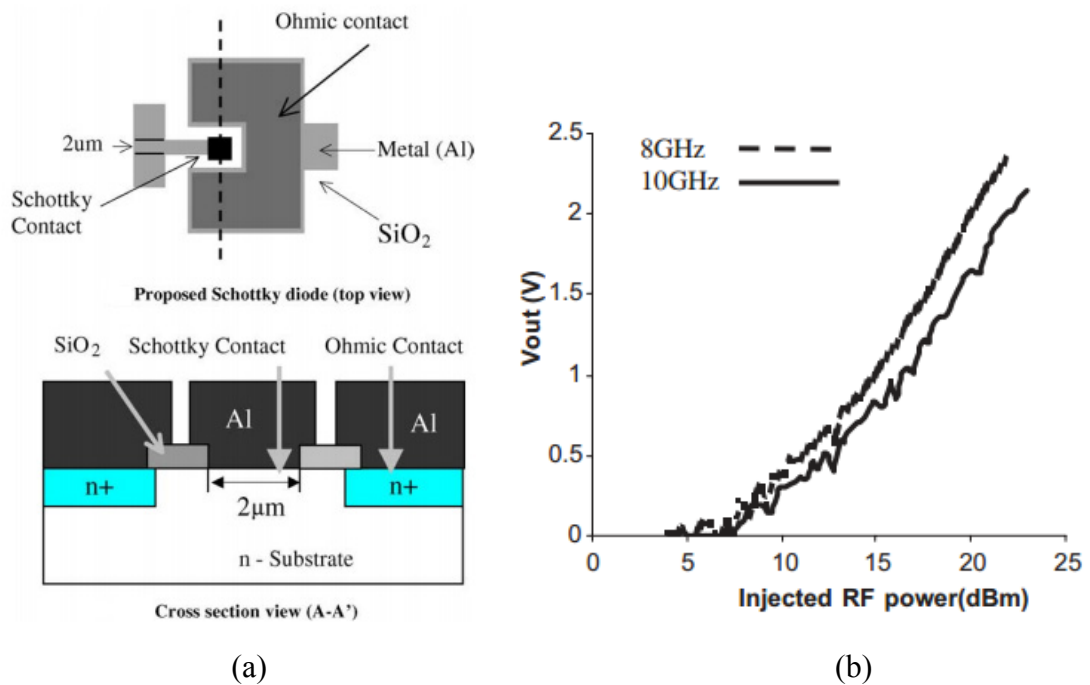 Ohmic contact
2um
Metal (Al)
Schottky
Contact
SiO2
Proposed Schottky diode (top view)
SiO2
Schottky Contact
Ohmic Contact
Al
Al
n+
n+
2µm
n - Substrate
Cross section view (A-A')
(a)
2.5
8GHz
10GHz
2
1.5
1
0.5
0
Vout (V)
0
5
10
15
20
25
Injected RF power(dBm)
(b)